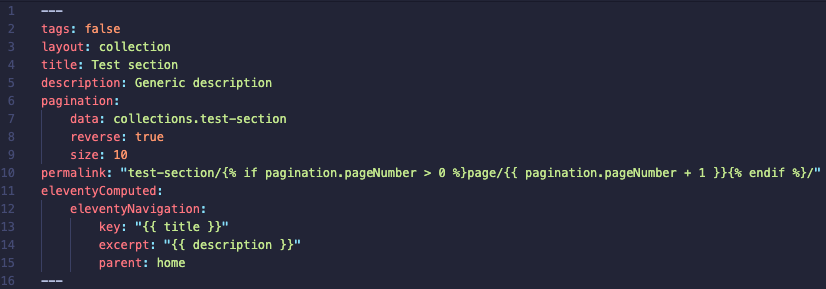 1 ---
2 tags: false
3 layout: collection
4 title: Test section
5 description: Generic description
6 pagination:
7     data: collections.test-section
8     reverse: true
9     size: 10
10 permalink: "test-section/{% if pagination.pageNumber > 0 %}page/{{ pagination.pageNumber + 1 }}{% endif %}/"
11 eleventyComputed:
12     eleventyNavigation:
13         key: "{{ title }}"
14         excerpt: "{{ description }}"
15         parent: home
16 ---